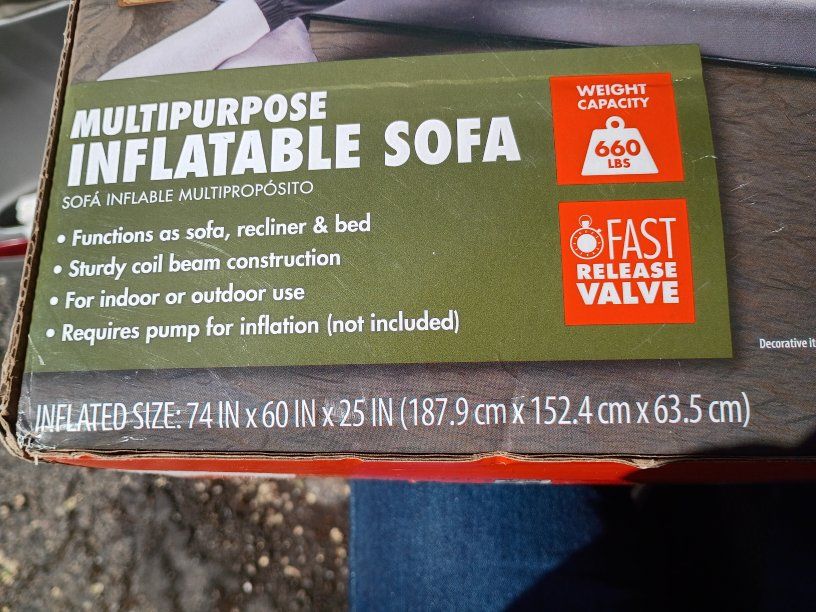 MULTIPURPOSE
INFLATABLE SOFA
SOFÁ INFLABLE MULTIPROPÓSITO
• Functions as sofa, recliner & bed
• Sturdy coil beam construction
• For indoor or outdoor use
• Requires pump for inflation (not included)
WEIGHT
CAPACITY
660
LBS
FAST
RELEASE
VALVE
Decorative
INFLATED SIZE: 74 IN x 60 IN x 25 IN (187.9 cm x 152.4 cm x 63.5 cm)